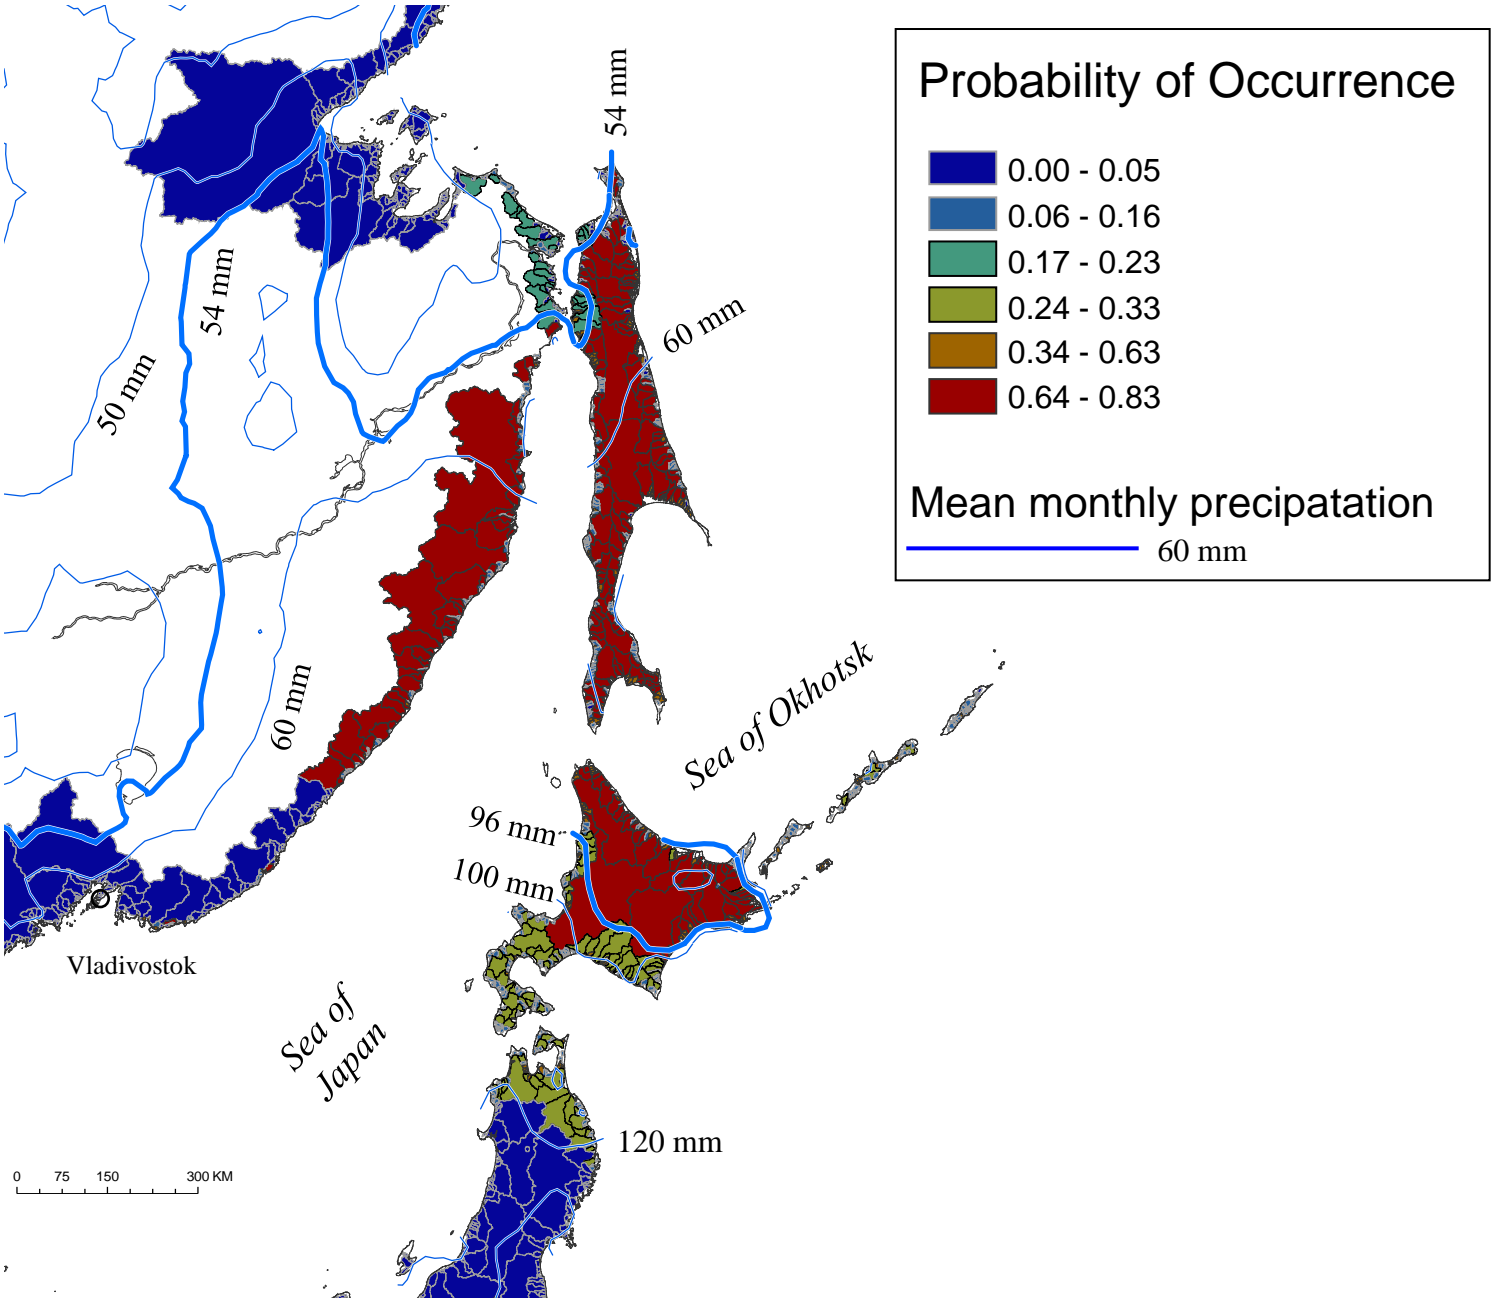 54 mm
Probability of Occurrence
0.00 - 0.05
0.06 - 0.16
0.17 - 0.23
0.24 - 0.33
0.34 - 0.63
0.64 - 0.83
Mean monthly precipatation
60 mm
54 mm
50 mm
60 mm
60 mm
Sea of Okhotsk
96 mm
100 mm
Vladivostok
Sea of
Japan
120 mm
0 75 150 300 KM